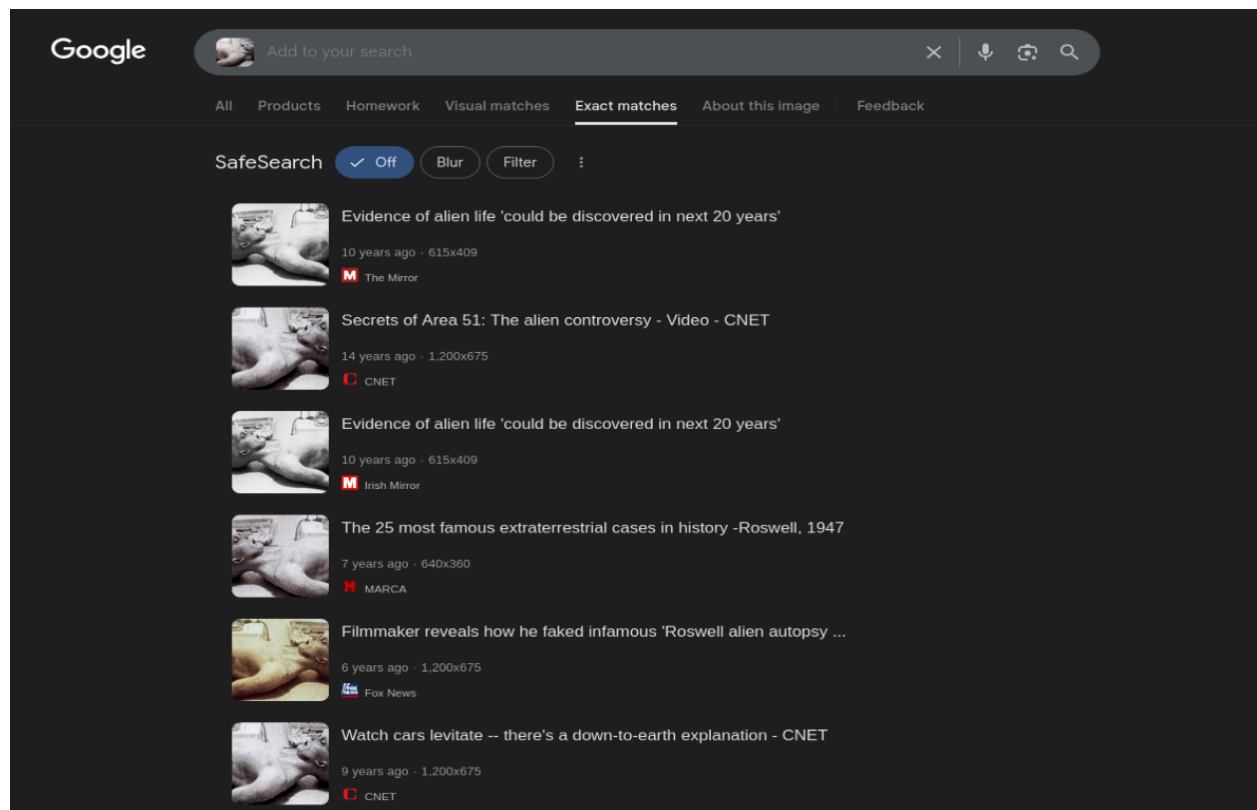 Google
Add to your search
All Products Homework Visual matches Exact matches About this image Feedback
SafeSearch Off Blur Filter
Evidence of alien life 'could be discovered in next 20 years'
10 years ago · 615x409
M The Mirror
Secrets of Area 51: The alien controversy - Video - CNET
14 years ago · 1,200x675
C CNET
Evidence of alien life 'could be discovered in next 20 years'
10 years ago · 615x409
M Irish Mirror
The 25 most famous extraterrestrial cases in history -Roswell, 1947
7 years ago · 640x360
M MARCA
Filmmaker reveals how he faked infamous 'Roswell alien autopsy ...
6 years ago · 1,200x675
Fox News
Watch cars levitate -- there's a down-to-earth explanation - CNET
9 years ago · 1,200x675
C CNET